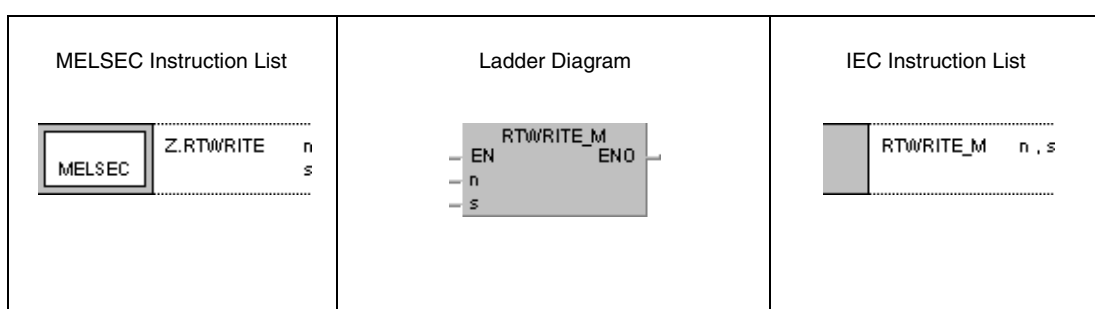 MELSEC Instruction List
MELSEC
Z.RTWRITE n
s
Ladder Diagram
RTWRITE_M
EN ENO
n
s
IEC Instruction List
RTWRITE_M n , s